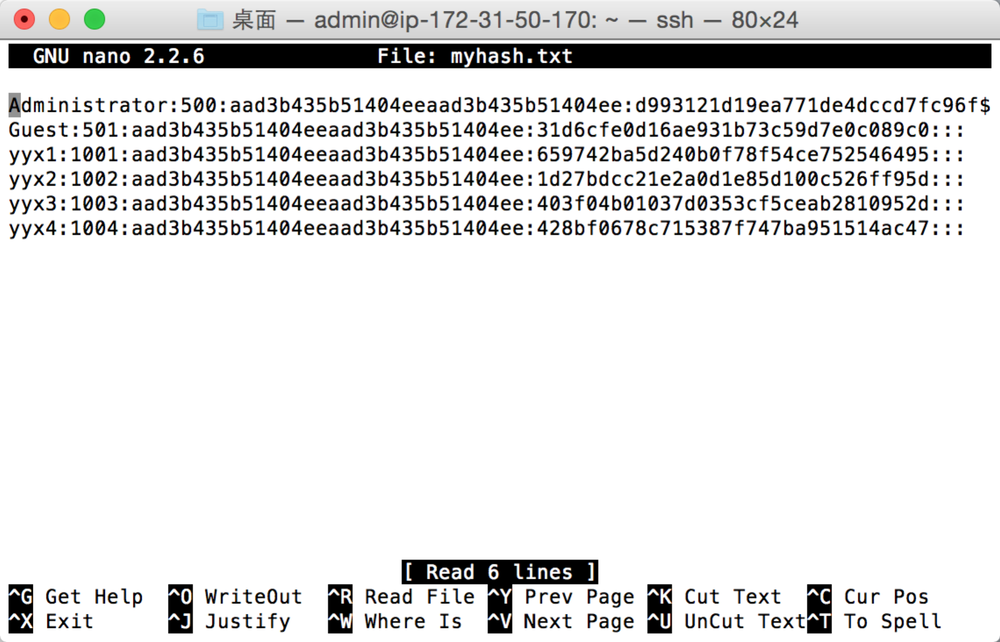 桌面 — admin@ip-172-31-50-170: ~ — ssh — 80×24
GNU nano 2.2.6 File: myhash.txt
Administrator:500:aad3b435b51404eeaad3b435b51404ee:d993121d19ea771de4dccd7fc96f$
Guest:501:aad3b435b51404eeaad3b435b51404ee:31d6cfe0d16ae931b73c59d7e0c089c0:::
yyx1:1001:aad3b435b51404eeaad3b435b51404ee:659742ba5d240b0f78f54ce752546495:::
yyx2:1002:aad3b435b51404eeaad3b435b51404ee:1d27bdcc21e2a0d1e85d100c526ff95d:::
yyx3:1003:aad3b435b51404eeaad3b435b51404ee:403f04b01037d0353cf5ceab2810952d:::
yyx4:1004:aad3b435b51404eeaad3b435b51404ee:428bf0678c715387f747ba951514ac47:::
[ Read 6 lines ]
^G Get Help ^O WriteOut ^R Read File ^Y Prev Page ^K Cut Text ^C Cur Pos
^X Exit ^J Justify ^W Where Is ^V Next Page ^U UnCut Text ^T To Spell